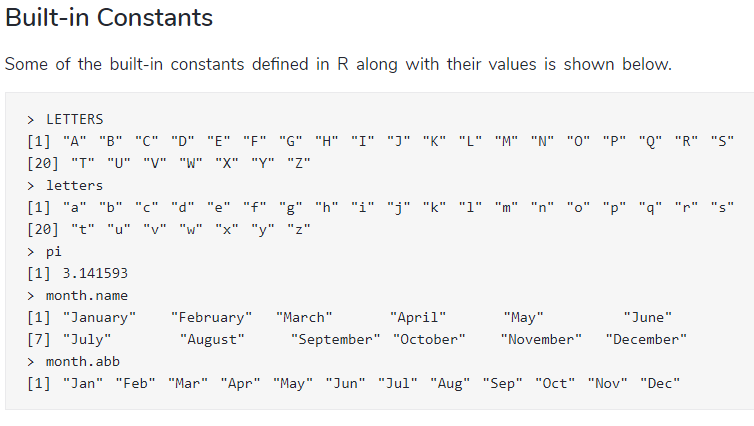 Built-in Constants
Some of the built-in constants defined in R along with their values is shown below.
> LETTERS
[1] "A" "B" "C" "D" "E" "F" "G" "H" "I" "J" "K" "L" "M" "N" "O" "P" "Q" "R" "S"
[20] "T" "U" "V" "W" "X" "Y" "Z"
> letters
[1] "a" "b" "c" "d" "e" "f" "g" "h" "i" "j" "k" "l" "m" "n" "o" "p" "q" "r" "s"
[20] "t" "u" "v" "w" "x" "y" "z"
> pi
[1] 3.141593
> month.name
[1] "January" "February" "March" "April" "May" "June"
[7] "July" "August" "September" "October" "November" "December"
> month.abb
[1] "Jan" "Feb" "Mar" "Apr" "May" "Jun" "Jul" "Aug" "Sep" "Oct" "Nov" "Dec"